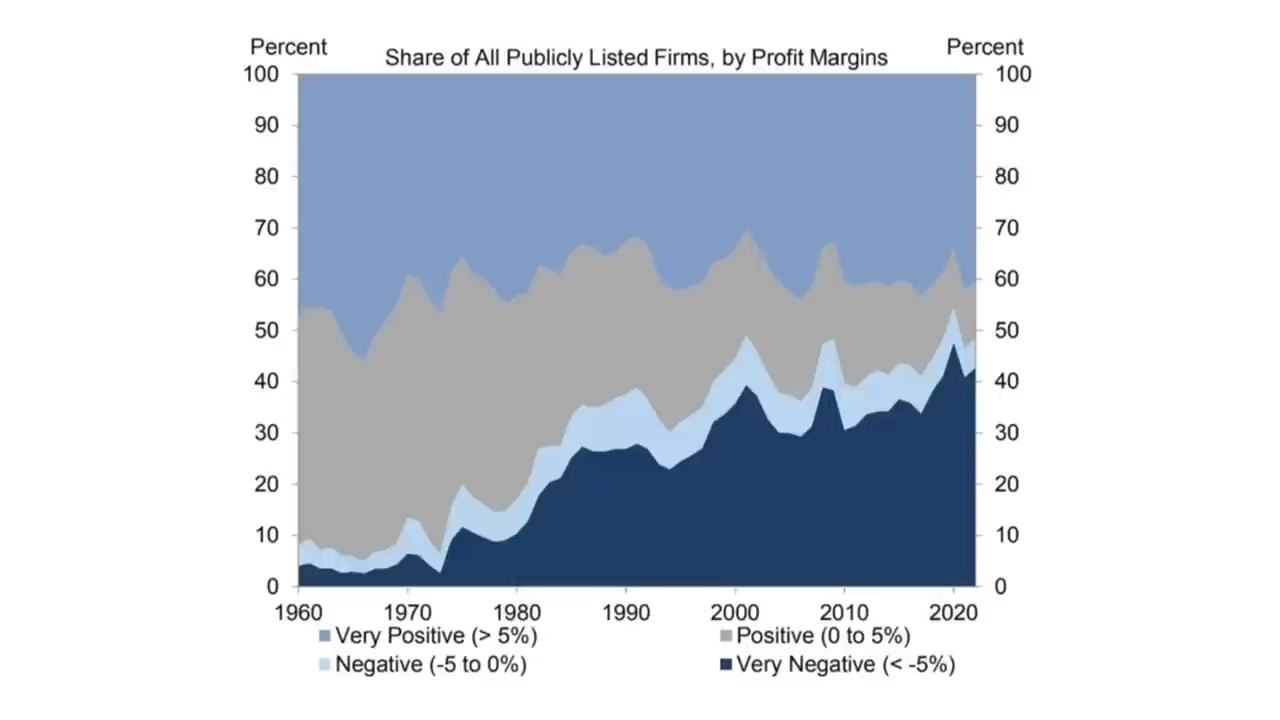 Percent
Percent
Share of All Publicly Listed Firms, by Profit Margins
100
100
90
90
80
80
70
70
60
60
50
50
40
40
30
30
20
20
10
10
0
0
1960 1970 1980 1990 2000 2010 2020
Very Positive (> 5%)
Positive (0 to 5%)
Negative (-5 to 0%)
Very Negative (< -5%)